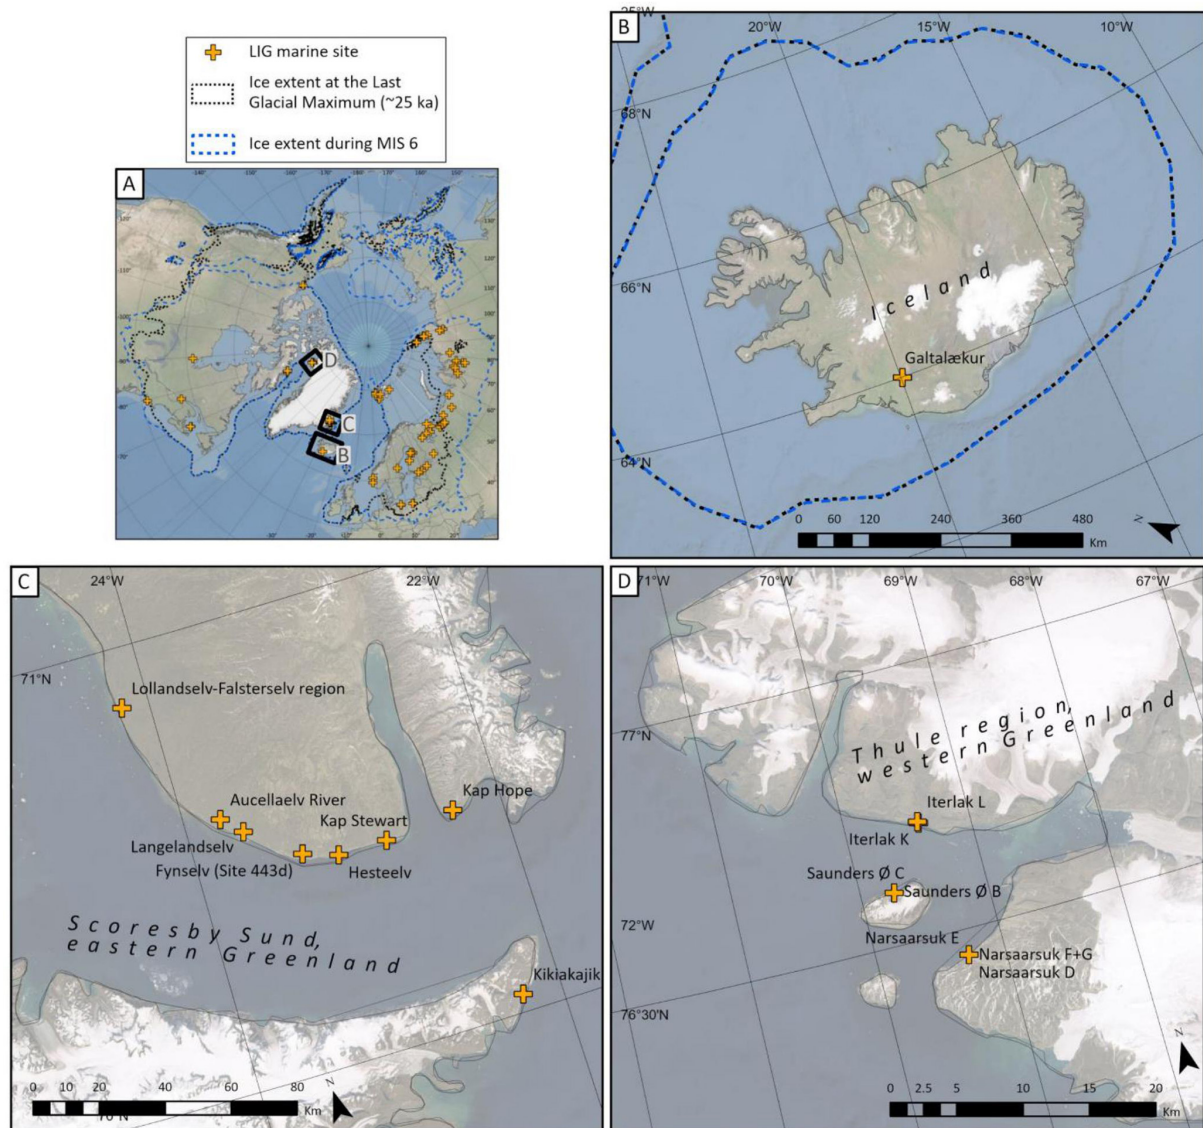 LIG marine site
Ice extent at the Last
Glacial Maximum (~25 ka)
Ice extent during MIS 6
A
D
C
B
B
25°W
20°W
15°W
10°W
68°N
66°N
64°N
Iceland
Galtalækur
0 60 120 240 360 480
Km
N
C
24°W
22°W
71°N
Lollandselv-Falsterselv region
Aucellaelv River
Kap Hope
Kap Stewart
Langelandselv
Fynselv (Site 443d)
Hesteelv
Scoresby Sund,
eastern Greenland
Kikiakajik
0 10 20 40 60 80
Km
N
70°N
D
71°W
70°W
69°W
68°W
67°W
77°N
Thule region,
western Greenland
Iterlak L
Iterlak K
Saunders Ø C
Saunders Ø B
72°W
Narsaarsuk E
Narsaarsuk F+G
Narsaarsuk D
76°30'N
0 2.5 5 10 15 20
Km
N